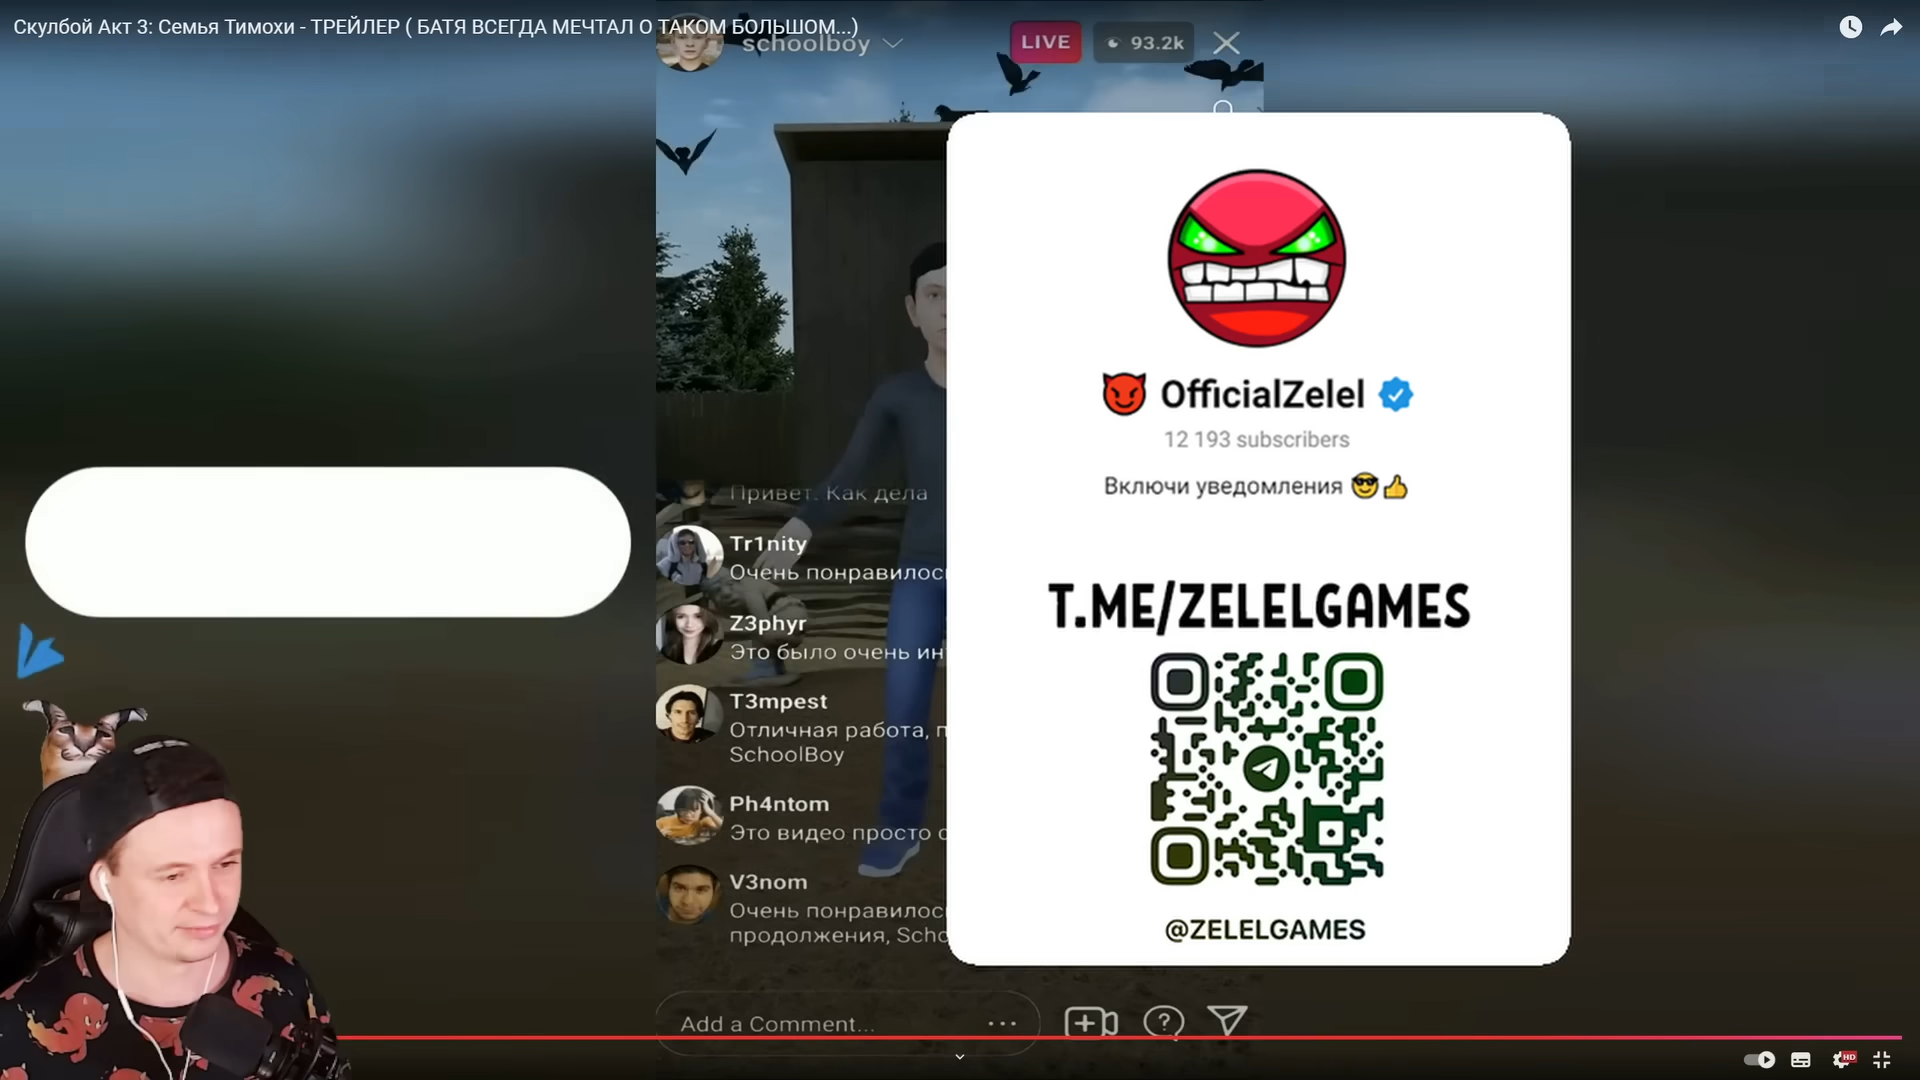 Скулбой Акт 3: Семья Тимохи - ТРЕЙЛЕР ( БАТЯ ВСЕГДА МЕЧТАЛ О ТАКОМ БОЛЬШОМ...)
schoolboy
LIVE
93.2k
OfficialZelel
12 193 subscribers
Включи уведомления
T.ME/ZELELGAMES
@ZELELGAMES
Привет. Как дела
Tr1nity
Очень понравилос
Z3phyr
Это было очень ин
T3mpest
Отличная работа, п
SchoolBoy
Ph4ntom
Это видео просто
V3nom
Очень понравилос
продолжения, Scho
Add a Comment...
HD